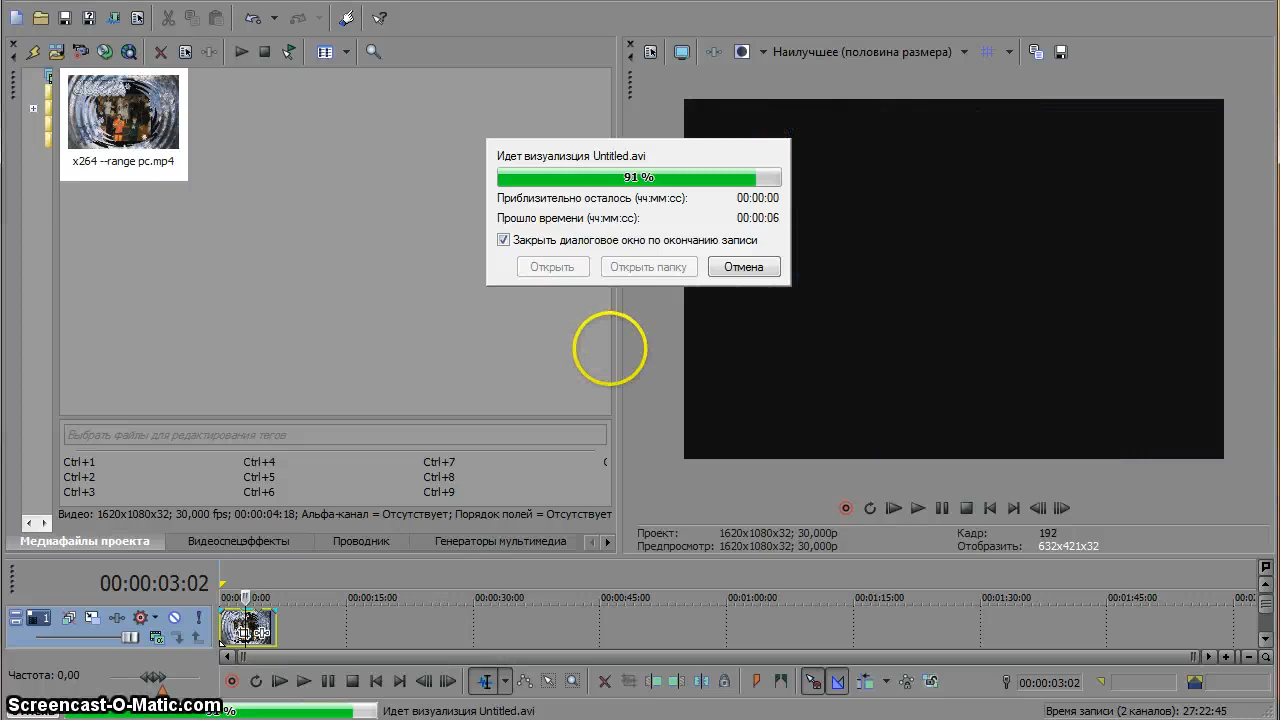 Наилучшее (половина размера)
x264 --range pc.mp4
Идет визуализция Untitled.avi
91 %
Приблизительно осталось (чч:мм:сс): 00:00:00
Прошло времени (чч:мм:сс): 00:00:06
Закрыть диалоговое окно по окончанию записи
Открыть Открыть папку Отмена
Выбрать файлы для редактирования тегов
Ctrl+1 Ctrl+4 Ctrl+7
Ctrl+2 Ctrl+5 Ctrl+8
Ctrl+3 Ctrl+6 Ctrl+9
Видео: 1620x1080x32; 30,000 fps; 00:00:04:18; Альфа-канал = Отсутствует; Порядок полей = Отсутствует
Медиафайлы проекта Видеоспецэффекты Проводник Генераторы мультимедиа
Проект: 1620x1080x32; 30,000p Кадр: 192
Предпросмотр: 1620x1080x32; 30,000p Отобразить: 632x421x32
00:00:03:02
00:00:15:00 00:00:30:00 00:00:45:00 00:01:00:00 00:01:15:00 00:01:30:00 00:01:45:00
1
Частота: 0,00
00:00:03:02
Screencast-O-Matic.com
Идет визуализция Untitled.avi
Время записи (2 каналов): 27:22:45